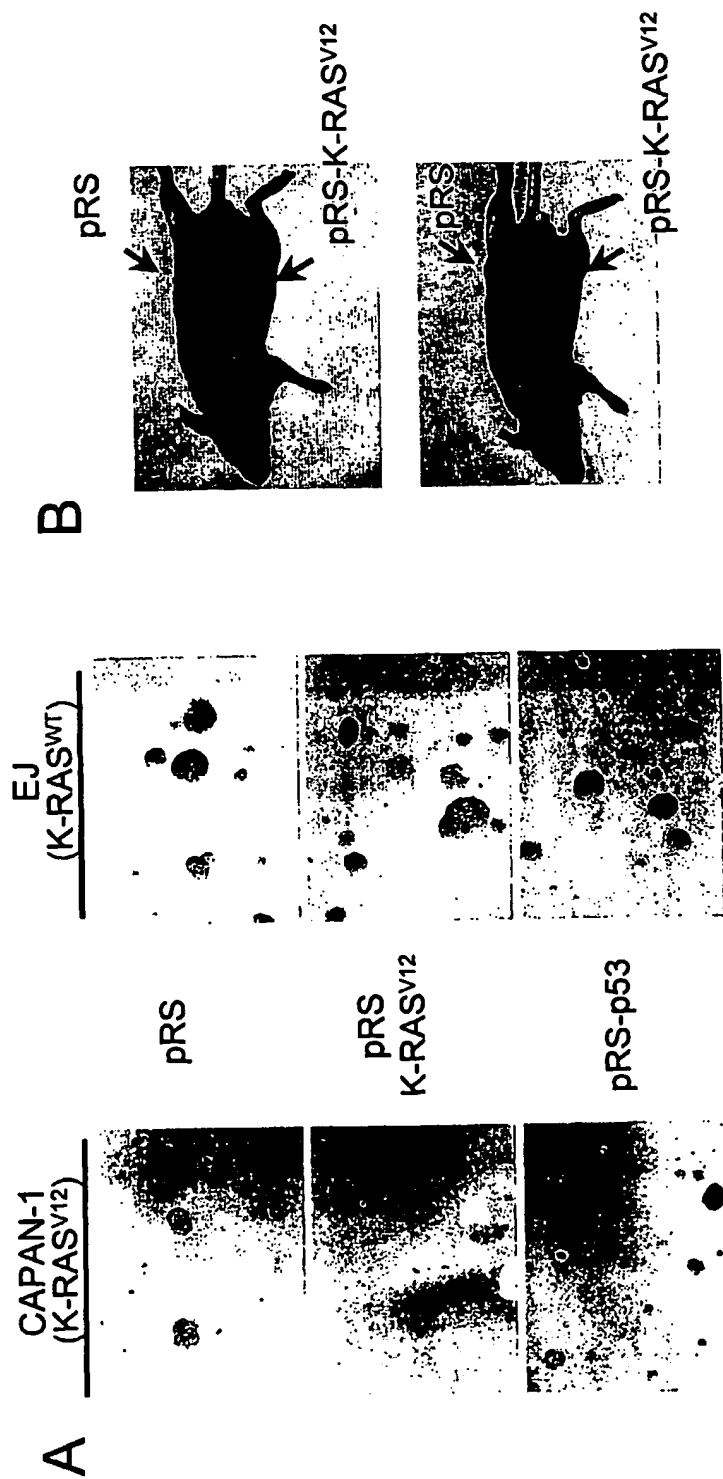 A
CAPAN-1
(K-RASV12)
EJ
(K-RASWT)
pRS
pRS
K-RASV12
pRS-p53
B
pRS
pRS-K-RASV12
pRS
pRS-K-RASV12